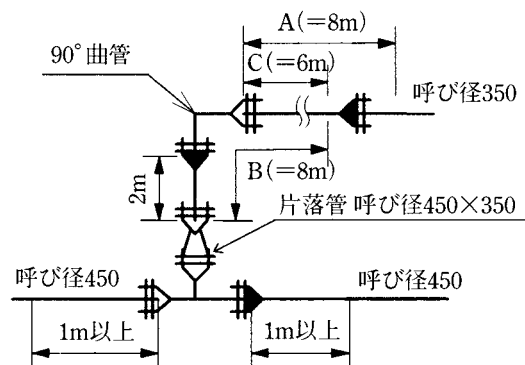 A(=8m)
90°曲管
C(=6m)
呼び径350
B(=8m)
2m
片落管 呼び径450×350
呼び径450
呼び径450
1m以上
1m以上